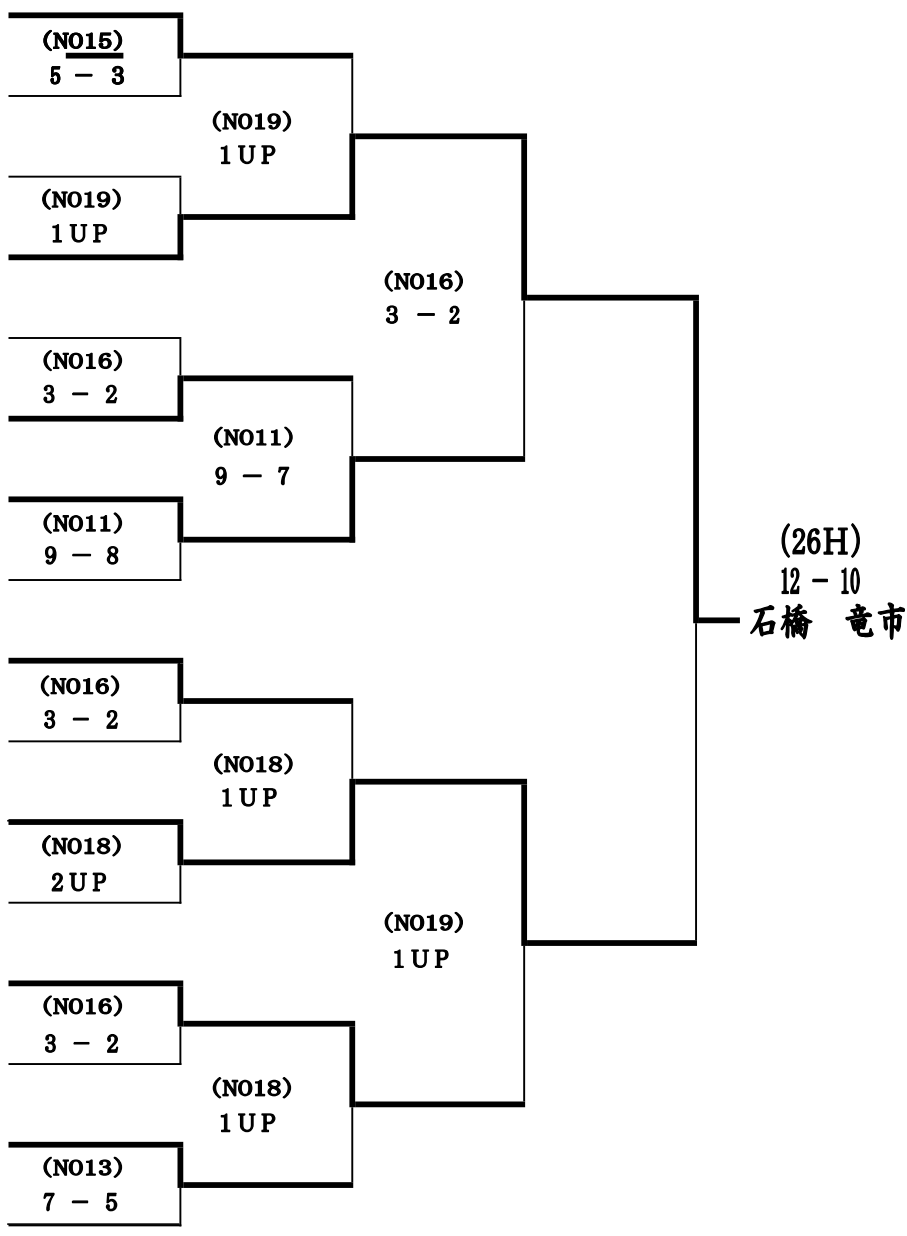 (NO15)
5 － 3
(NO19)
1UP
(NO19)
1UP
(NO16)
3 － 2
(NO16)
3 － 2
(NO11)
9 － 7
(NO11)
9 － 8
(26H)
12 － 10
石橋　竜市
(NO16)
3 － 2
(NO18)
1UP
(NO18)
2UP
(NO19)
1UP
(NO16)
3 － 2
(NO18)
1UP
(NO13)
7 － 5